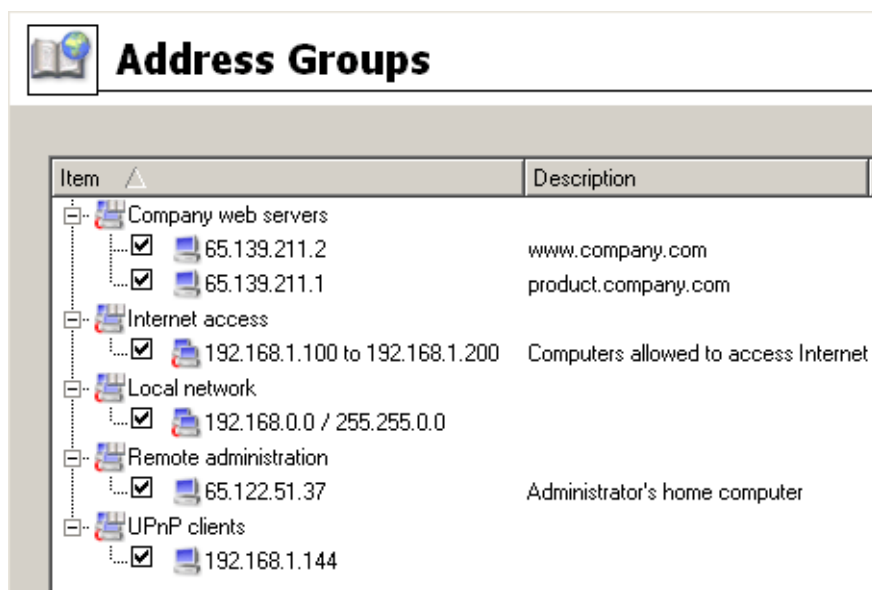 Address Groups
Item Description
Company web servers
65.139.211.2 www.company.com
65.139.211.1 product.company.com
Internet access
192.168.1.100 to 192.168.1.200 Computers allowed to access Internet
Local network
192.168.0.0 / 255.255.0.0
Remote administration
65.122.51.37 Administrator's home computer
UPnP clients
192.168.1.144